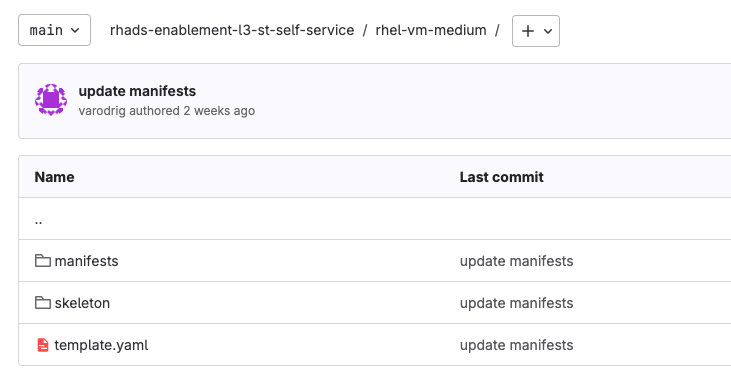 main rhads-enablement-l3-st-self-service / rhel-vm-medium / +
update manifests
varodrig authored 2 weeks ago
Name Last commit
..
manifests update manifests
skeleton update manifests
template.yaml update manifests